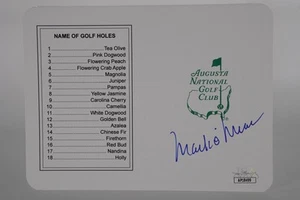 NAME OF GOLF HOLES
1 Tea Olive
2 Pink Dogwood
3 Flowering Peach
4 Flowering Crab Apple
5 Magnolia
6 Juniper
7 Pampas
8 Yellow Jasmine
9 Carolina Cherry
10 Camellia
11 White Dogwood
12 Golden Bell
13 Azalea
14 Chinese Fir
15 Firethorn
16 Red Bud
17 Nandina
18 Holly
AUGUSTA
NATIONAL
GOLF
CLUB
Mark O'Meara